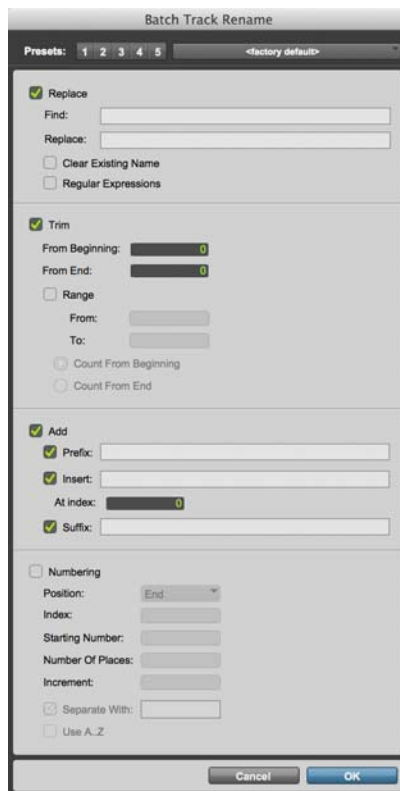 Batch Track Rename
Presets: 1 2 3 4 5 <factory default>
Replace
Find:
Replace:
Clear Existing Name
Regular Expressions
Trim
From Beginning: 0
From End: 0
Range
From:
To:
Count From Beginning
Count From End
Add
Prefix:
Insert:
At index: 0
Suffix:
Numbering
Position: End
Index:
Starting Number:
Number Of Places:
Increment:
Separate With:
Use A..Z
Cancel OK